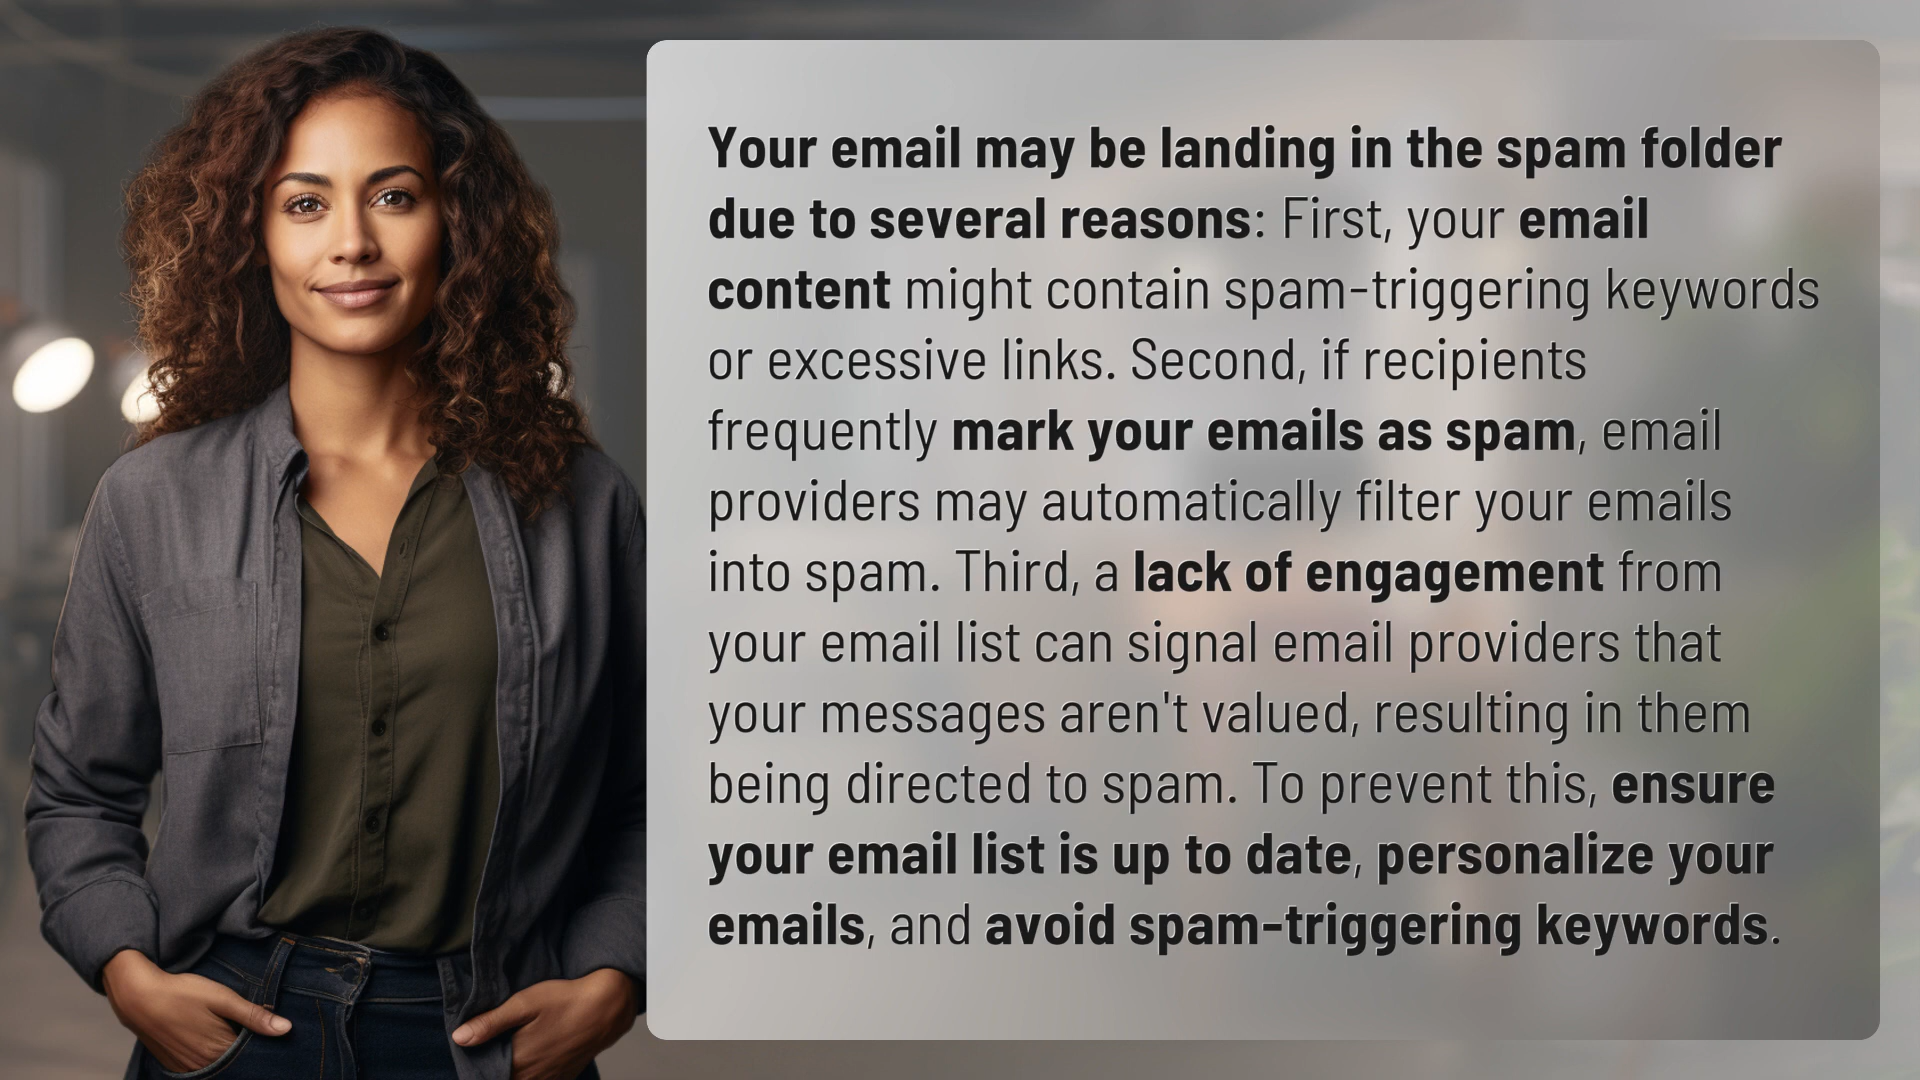 Your email may be landing in the spam folder
due to several reasons: First, your email
content might contain spam-triggering keywords
or excessive links. Second, if recipients
frequently mark your emails as spam, email
providers may automatically filter your emails
into spam. Third, a lack of engagement from
your email list can signal email providers that
your messages aren't valued, resulting in them
being directed to spam. To prevent this, ensure
your email list is up to date, personalize your
emails, and avoid spam-triggering keywords.